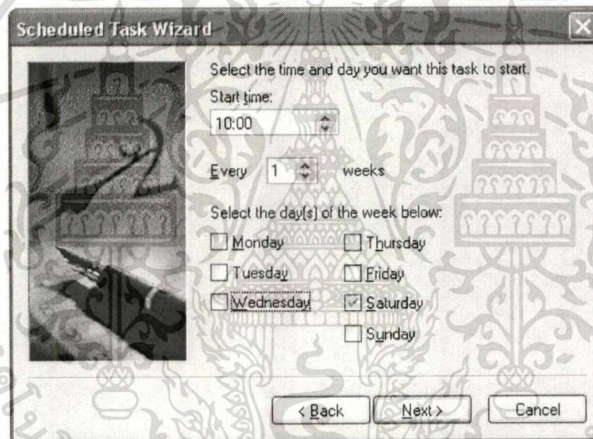 Scheduled Task Wizard
Select the time and day you want this task to start.
Start time:
10:00
Every 1 weeks
Select the day(s) of the week below:
Monday Thursday
Tuesday Friday
Wednesday Saturday
Sunday
< Back Next > Cancel